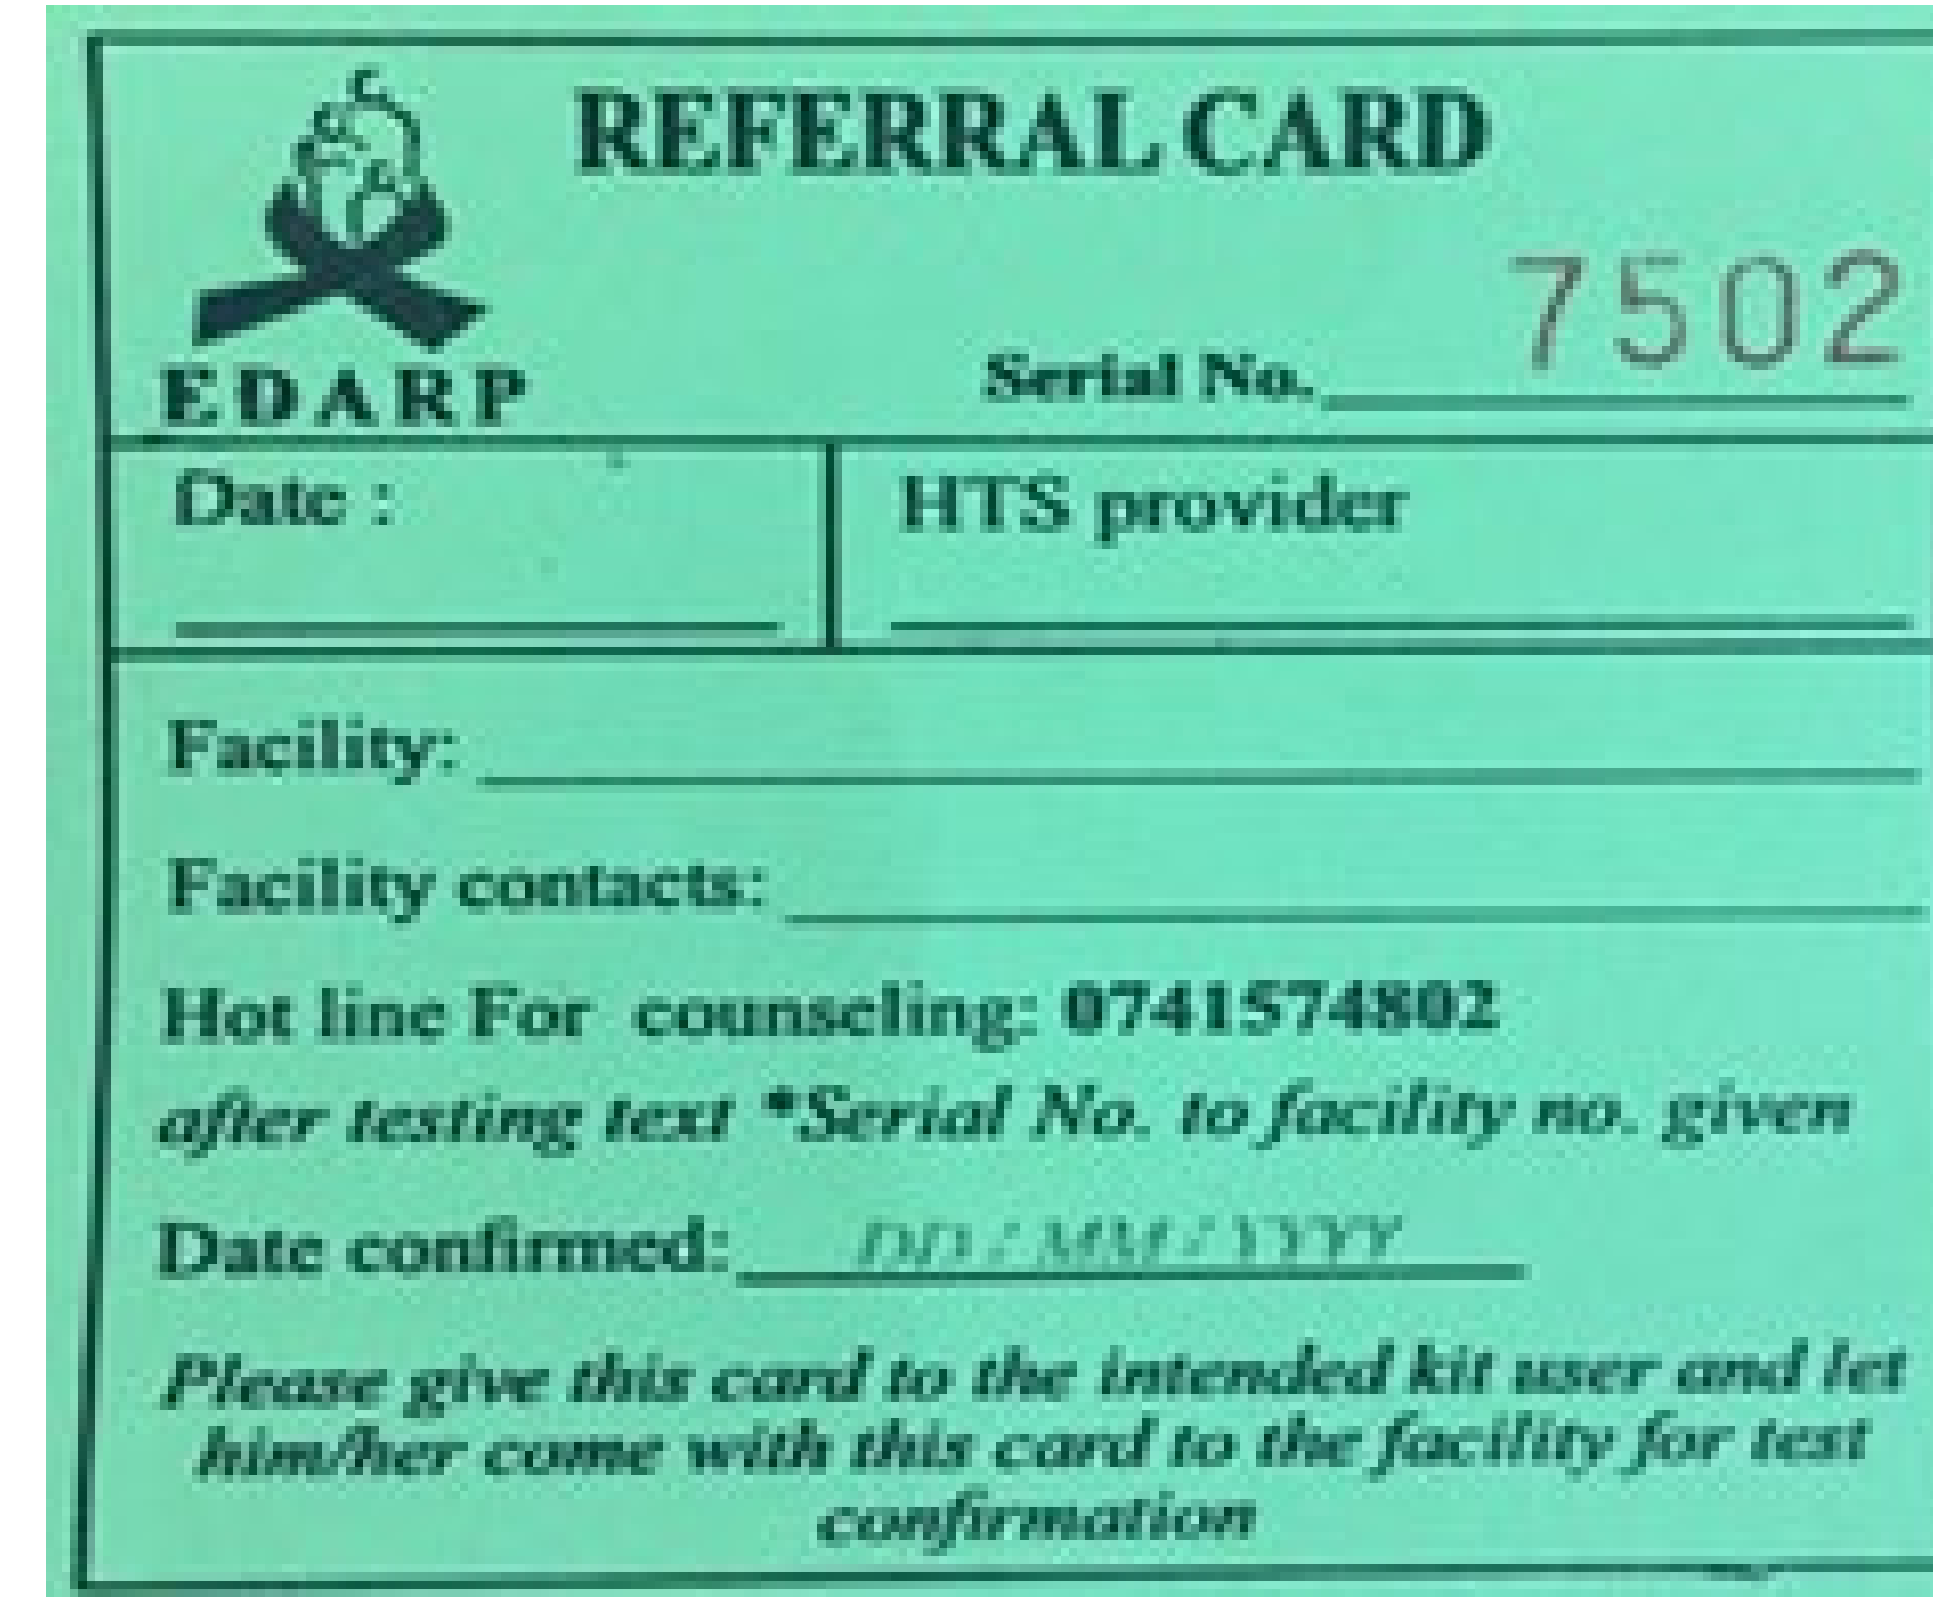 REFERRAL CARD
7502
EDARP
Serial No.
Date :
HTS provider
Facility:
Facility contacts:
Hot line For counseling: 0741574802
after testing text *Serial No. to facility no. given
Date confirmed: DD / MM / YYYY
Please give this card to the intended kit user and let
him/her come with this card to the facility for test
confirmation